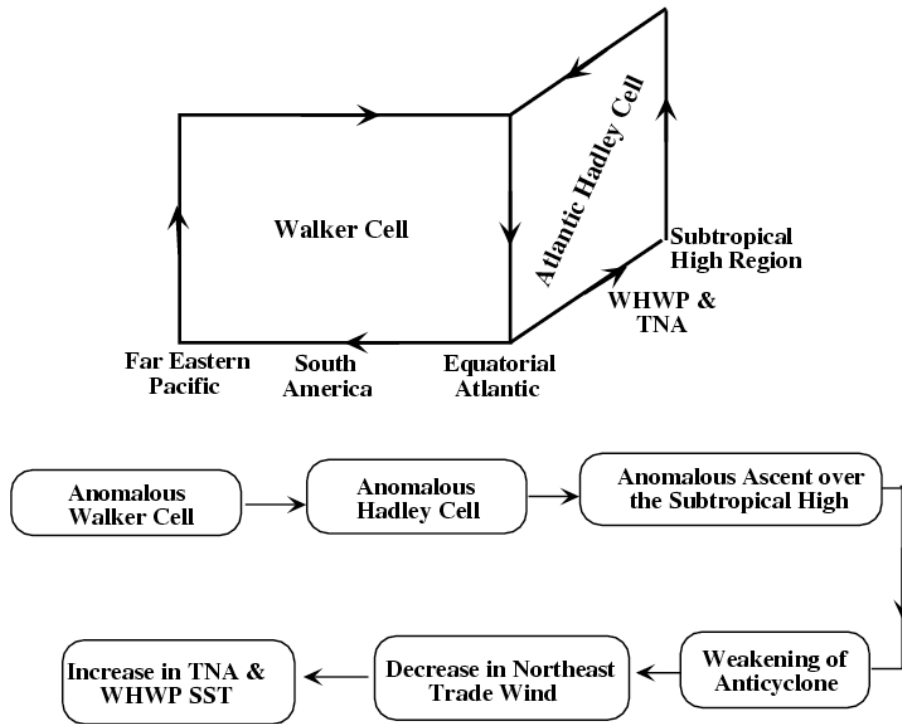 Walker Cell
Atlantic Hadley Cell
Subtropical
High Region
WHWP &
TNA
Far Eastern
Pacific
South
America
Equatorial
Atlantic
Anomalous
Walker Cell
Anomalous
Hadley Cell
Anomalous Ascent over
the Subtropical High
Weakening of
Anticyclone
Decrease in Northeast
Trade Wind
Increase in TNA &
WHWP SST